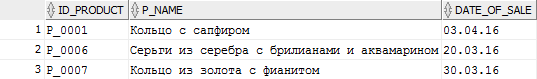 ID_PRODUCT P_NAME DATE_OF_SALE
1 P_0001 Кольцо с сапфиром 03.04.16
2 P_0006 Серьги из серебра с брилианами и аквамарином 20.03.16
3 P_0007 Кольцо из золота с фианитом 30.03.16